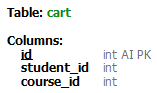 Table: cart
Columns:
id int AI PK
student_id int
course_id int